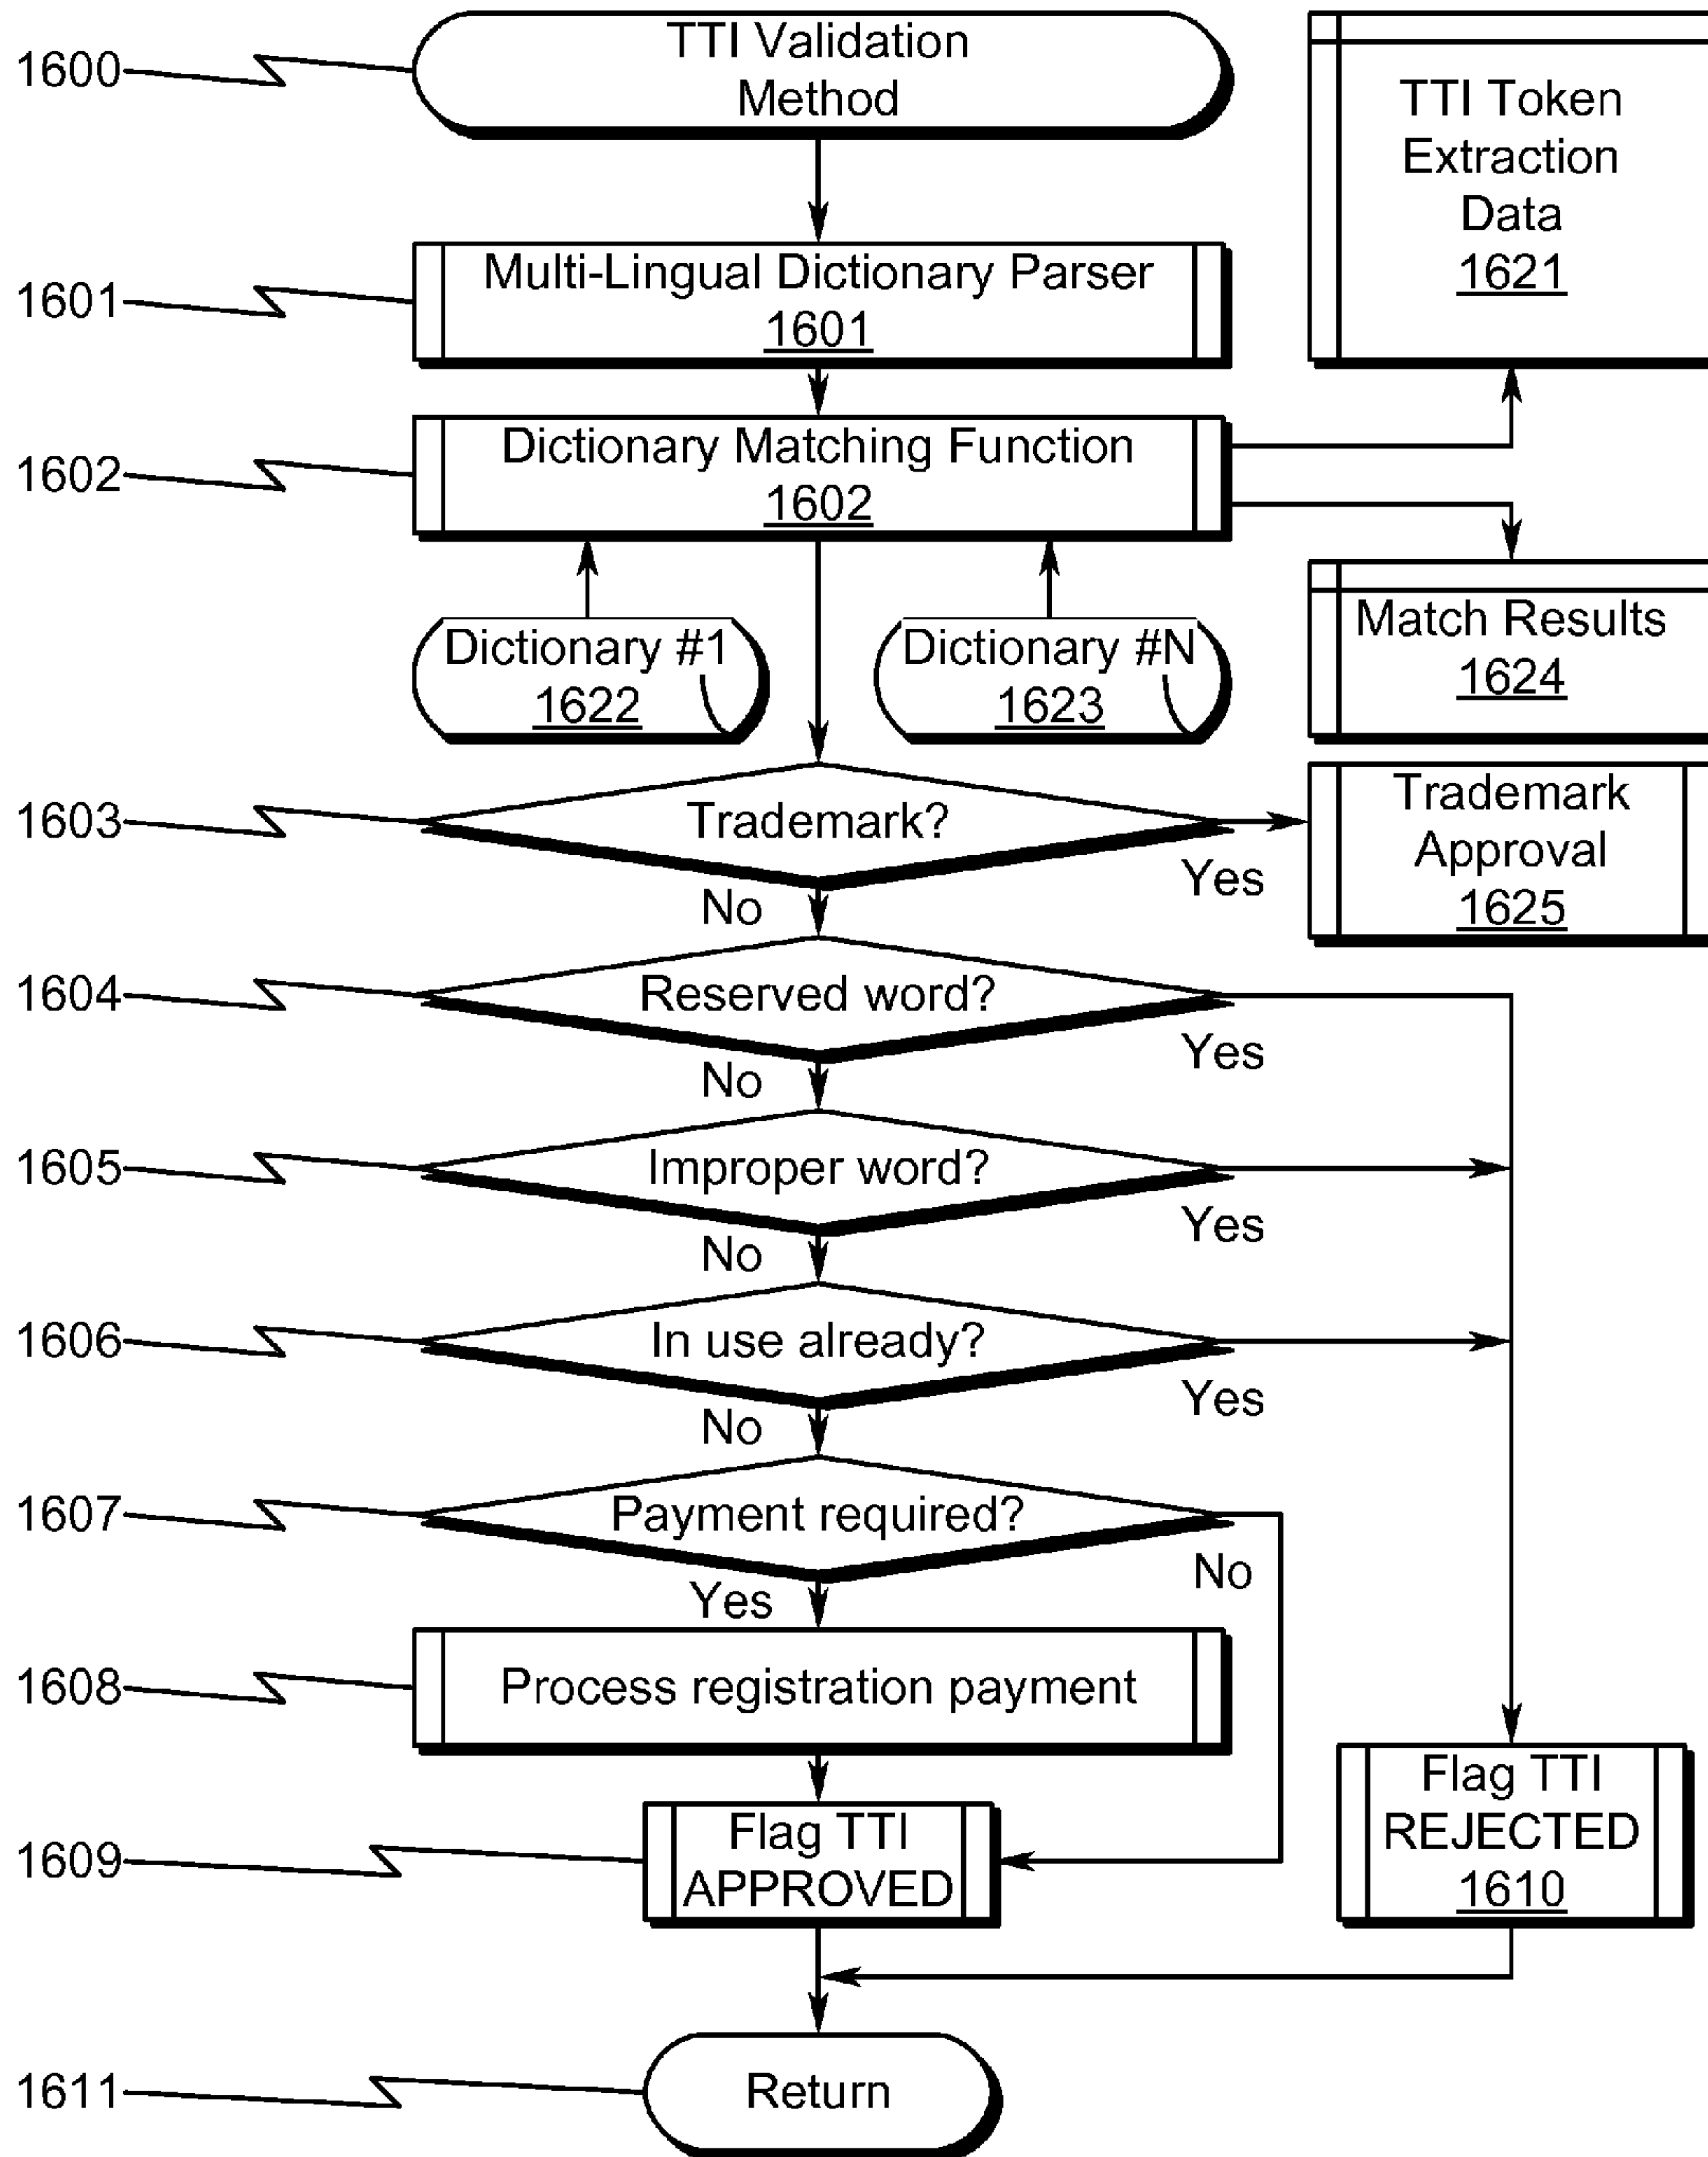 1600
TTI Validation
Method
TTI Token
Extraction
Data
1621
1601
Multi-Lingual Dictionary Parser
1601
1602
Dictionary Matching Function
1602
Dictionary #1
1622
Dictionary #N
1623
Match Results
1624
1603
Trademark?
Yes
No
Trademark
Approval
1625
1604
Reserved word?
Yes
No
1605
Improper word?
Yes
No
1606
In use already?
Yes
No
1607
Payment required?
No
Yes
1608
Process registration payment
1609
Flag TTI
APPROVED
Flag TTI
REJECTED
1610
1611
Return